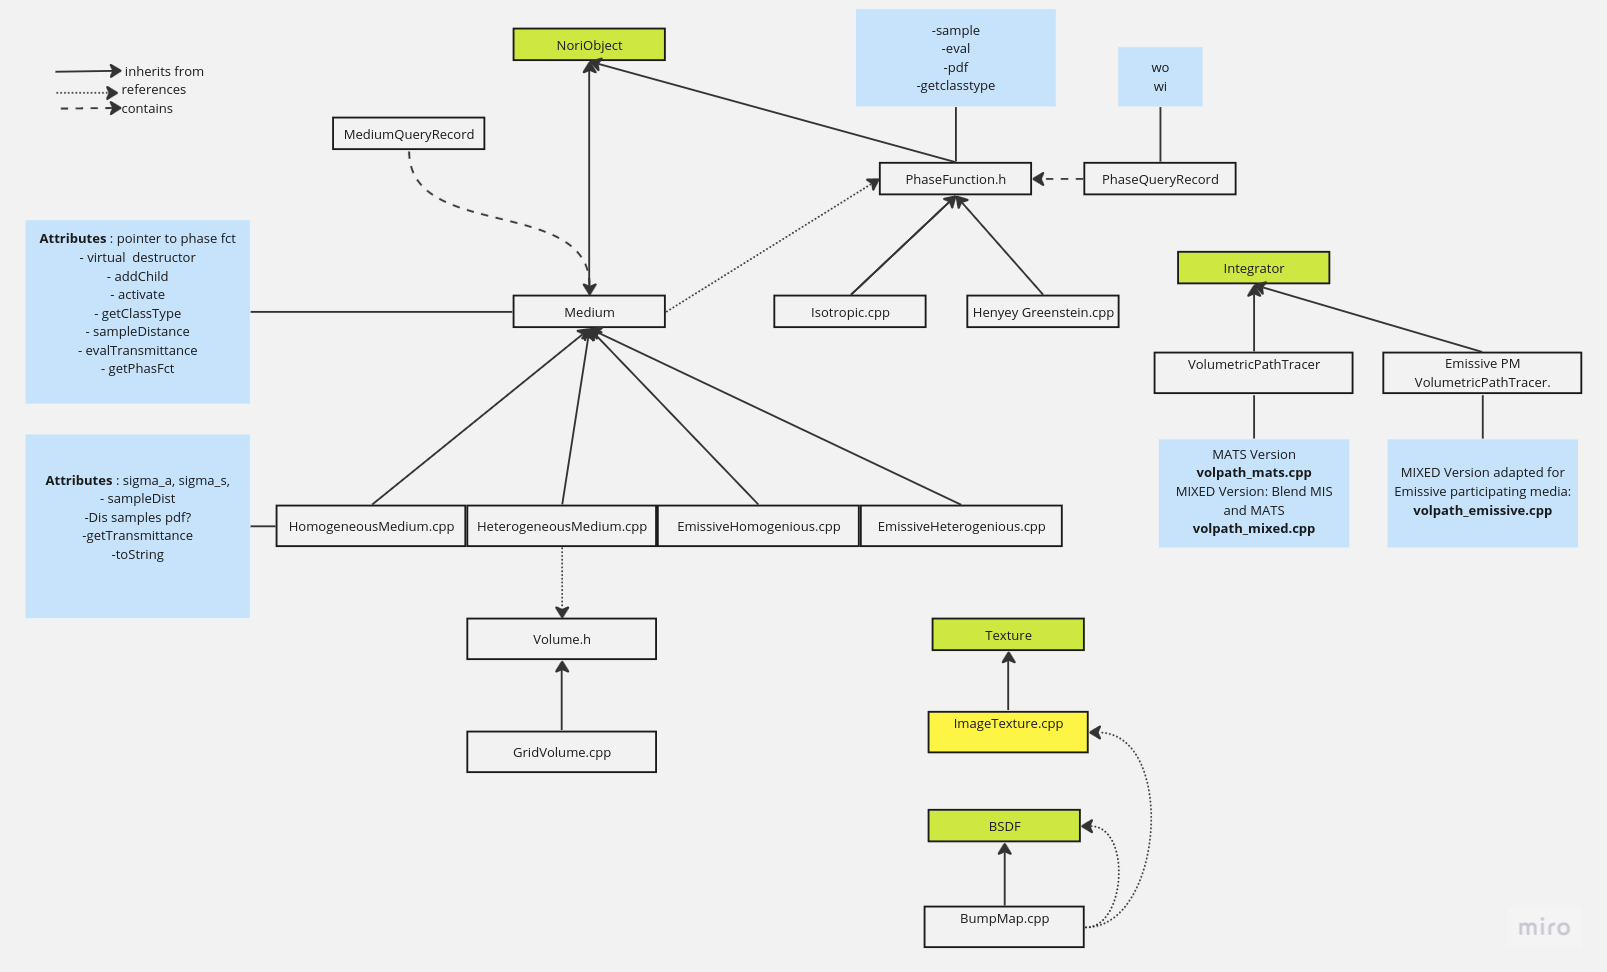 inherits from
references
contains
NoriObject
-sample
-eval
-pdf
-getclasstype
wo
wi
MediumQueryRecord
PhaseFunction.h
PhaseQueryRecord
Attributes : pointer to phase fct
- virtual  destructor
- addChild
- activate
- getClassType
- sampleDistance
- evalTransmittance
- getPhasFct
Medium
Isotropic.cpp
Henyey Greenstein.cpp
Integrator
VolumetricPathTracer
Emissive PM
VolumetricPathTracer.
MATS Version
volpath_mats.cpp
MIXED Version: Blend MIS
and MATS
volpath_mixed.cpp
MIXED Version adapted for
Emissive participating media:
volpath_emissive.cpp
Attributes : sigma_a, sigma_s,
- sampleDist
-Dis samples pdf?
-getTransmittance
-toString
HomogeneousMedium.cpp
HeterogeneousMedium.cpp
EmissiveHomogenious.cpp
EmissiveHeterogenious.cpp
Volume.h
GridVolume.cpp
Texture
ImageTexture.cpp
BSDF
BumpMap.cpp
miro